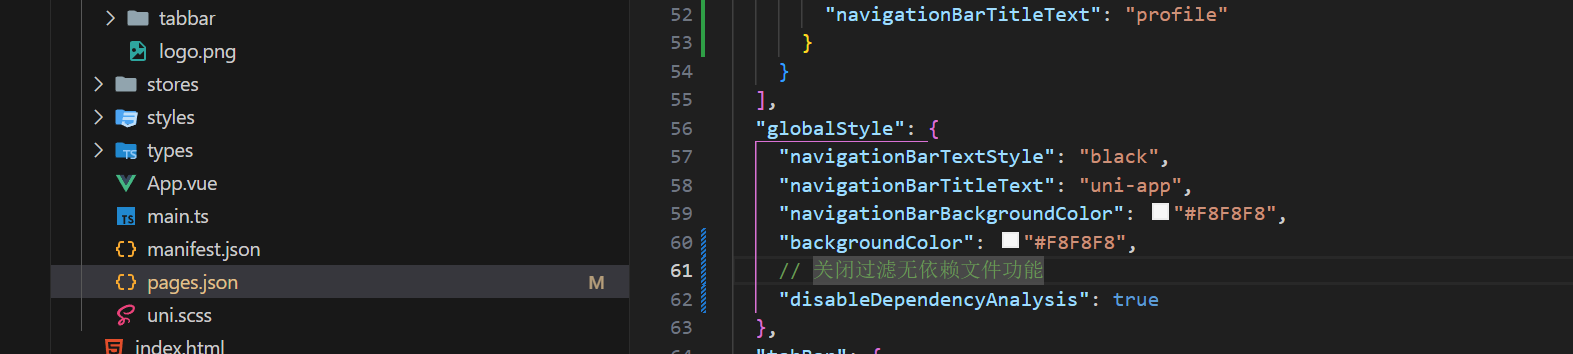 tabbar
logo.png
stores
styles
types
App.vue
main.ts
manifest.json
pages.json M
uni.scss
index.html
52 "navigationBarTitleText": "profile"
53 }
54 }
55 ],
56 "globalStyle": {
57 "navigationBarTextStyle": "black",
58 "navigationBarTitleText": "uni-app",
59 "navigationBarBackgroundColor": "#F8F8F8",
60 "backgroundColor": "#F8F8F8",
61 // 关闭过滤无依赖文件功能
62 "disableDependencyAnalysis": true
63 },
64 "tabBar": {